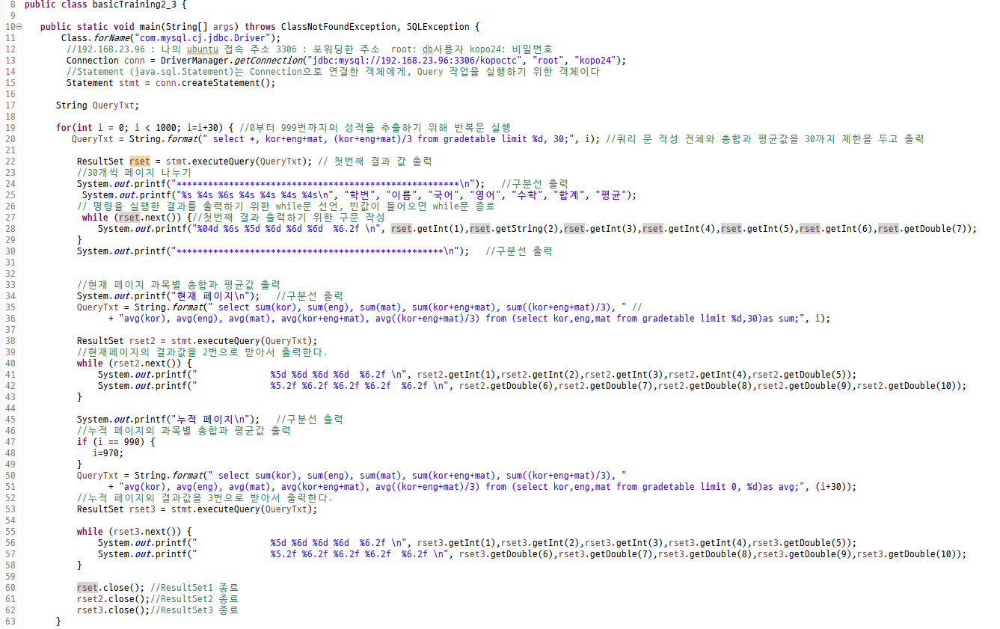 8 public class basicTraining2_3 {
9
10 public static void main(String[] args) throws ClassNotFoundException, SQLException {
11 Class.forName("com.mysql.cj.jdbc.Driver");
12 //192.168.23.96 : 나의 ubuntu 접속 주소 3306 : 포워딩한 주소  root: db사용자 kopo24: 비밀번호
13 Connection conn = DriverManager.getConnection("jdbc:mysql://192.168.23.96:3306/kopoctc", "root", "kopo24");
14 //Statement (java.sql.Statement)는 Connection으로 연결한 객체에게, Query 작업을 실행하기 위한 객체이다
15 Statement stmt = conn.createStatement();
16
17 String QueryTxt;
18
19 for(int i = 0; i < 1000; i=i+30) { //0부터 999번까지의 성적을 추출하기 위해 반복문 실행
20 QueryTxt = String.format(" select *, kor+eng+mat, (kor+eng+mat)/3 from gradetable limit %d, 30;", i); //쿼리 문 작성 전체와 총합과 평균값을 30까지 제한을 두고 출력
21
22 ResultSet rset = stmt.executeQuery(QueryTxt); // 첫번째 결과 값 출력
23 //30개씩 페이지 나누기
24 System.out.printf("******************************************************\n");   //구분선 출력
25 System.out.printf("%s %4s %6s %4s %4s %4s %4s\n", "학번", "이름", "국어", "영어", "수학", "합계", "평균");
26 // 명령을 실행한 결과를 출력하기 위한 while문 선언, 빈값이 들어오면 while문 종료
27 while (rset.next()) {//첫번째 결과 출력하기 위한 구문 작성
28 System.out.printf("%04d %6s %5d %6d %6d %6d  %6.2f \n", rset.getInt(1),rset.getString(2),rset.getInt(3),rset.getInt(4),rset.getInt(5),rset.getInt(6),rset.getDouble(7));
29 }
30 System.out.printf("***************************************************\n");   //구분선 출력
31
32
33 //현재 페이지 과목별 총합과 평균값 출력
34 System.out.printf("현재 페이지\n");   //구분선 출력
35 QueryTxt = String.format(" select sum(kor), sum(eng), sum(mat), sum(kor+eng+mat), sum((kor+eng+mat)/3), " //
36 + "avg(kor), avg(eng), avg(mat), avg(kor+eng+mat), avg((kor+eng+mat)/3) from (select kor,eng,mat from gradetable limit %d,30)as sum;", i);
37
38 ResultSet rset2 = stmt.executeQuery(QueryTxt);
39 //현재페이지의 결과값을 2번으로 받아서 출력한다.
40 while (rset2.next()) {
41 System.out.printf("              %5d %6d %6d %6d  %6.2f \n", rset2.getInt(1),rset2.getInt(2),rset2.getInt(3),rset2.getInt(4),rset2.getDouble(5));
42 System.out.printf("              %5.2f %6.2f %6.2f %6.2f  %6.2f \n", rset2.getDouble(6),rset2.getDouble(7),rset2.getDouble(8),rset2.getDouble(9),rset2.getDouble(10));
43 }
44
45 System.out.printf("누적 페이지\n");   //구분선 출력
46 //누적 페이지의 과목별 총합과 평균값 출력
47 if (i == 990) {
48 i=970;
49 }
50 QueryTxt = String.format(" select sum(kor), sum(eng), sum(mat), sum(kor+eng+mat), sum((kor+eng+mat)/3), "
51 + "avg(kor), avg(eng), avg(mat), avg(kor+eng+mat), avg((kor+eng+mat)/3) from (select kor,eng,mat from gradetable limit 0, %d)as avg;", (i+30));
52 //누적 페이지의 결과값을 3번으로 받아서 출력한다.
53 ResultSet rset3 = stmt.executeQuery(QueryTxt);
54
55 while (rset3.next()) {
56 System.out.printf("              %5d %6d %6d %6d  %6.2f \n", rset3.getInt(1),rset3.getInt(2),rset3.getInt(3),rset3.getInt(4),rset3.getDouble(5));
57 System.out.printf("              %5.2f %6.2f %6.2f %6.2f  %6.2f \n", rset3.getDouble(6),rset3.getDouble(7),rset3.getDouble(8),rset3.getDouble(9),rset3.getDouble(10));
58 }
59
60 rset.close(); //ResultSet1 종료
61 rset2.close();//ResultSet2 종료
62 rset3.close();//ResultSet3 종료
63 }